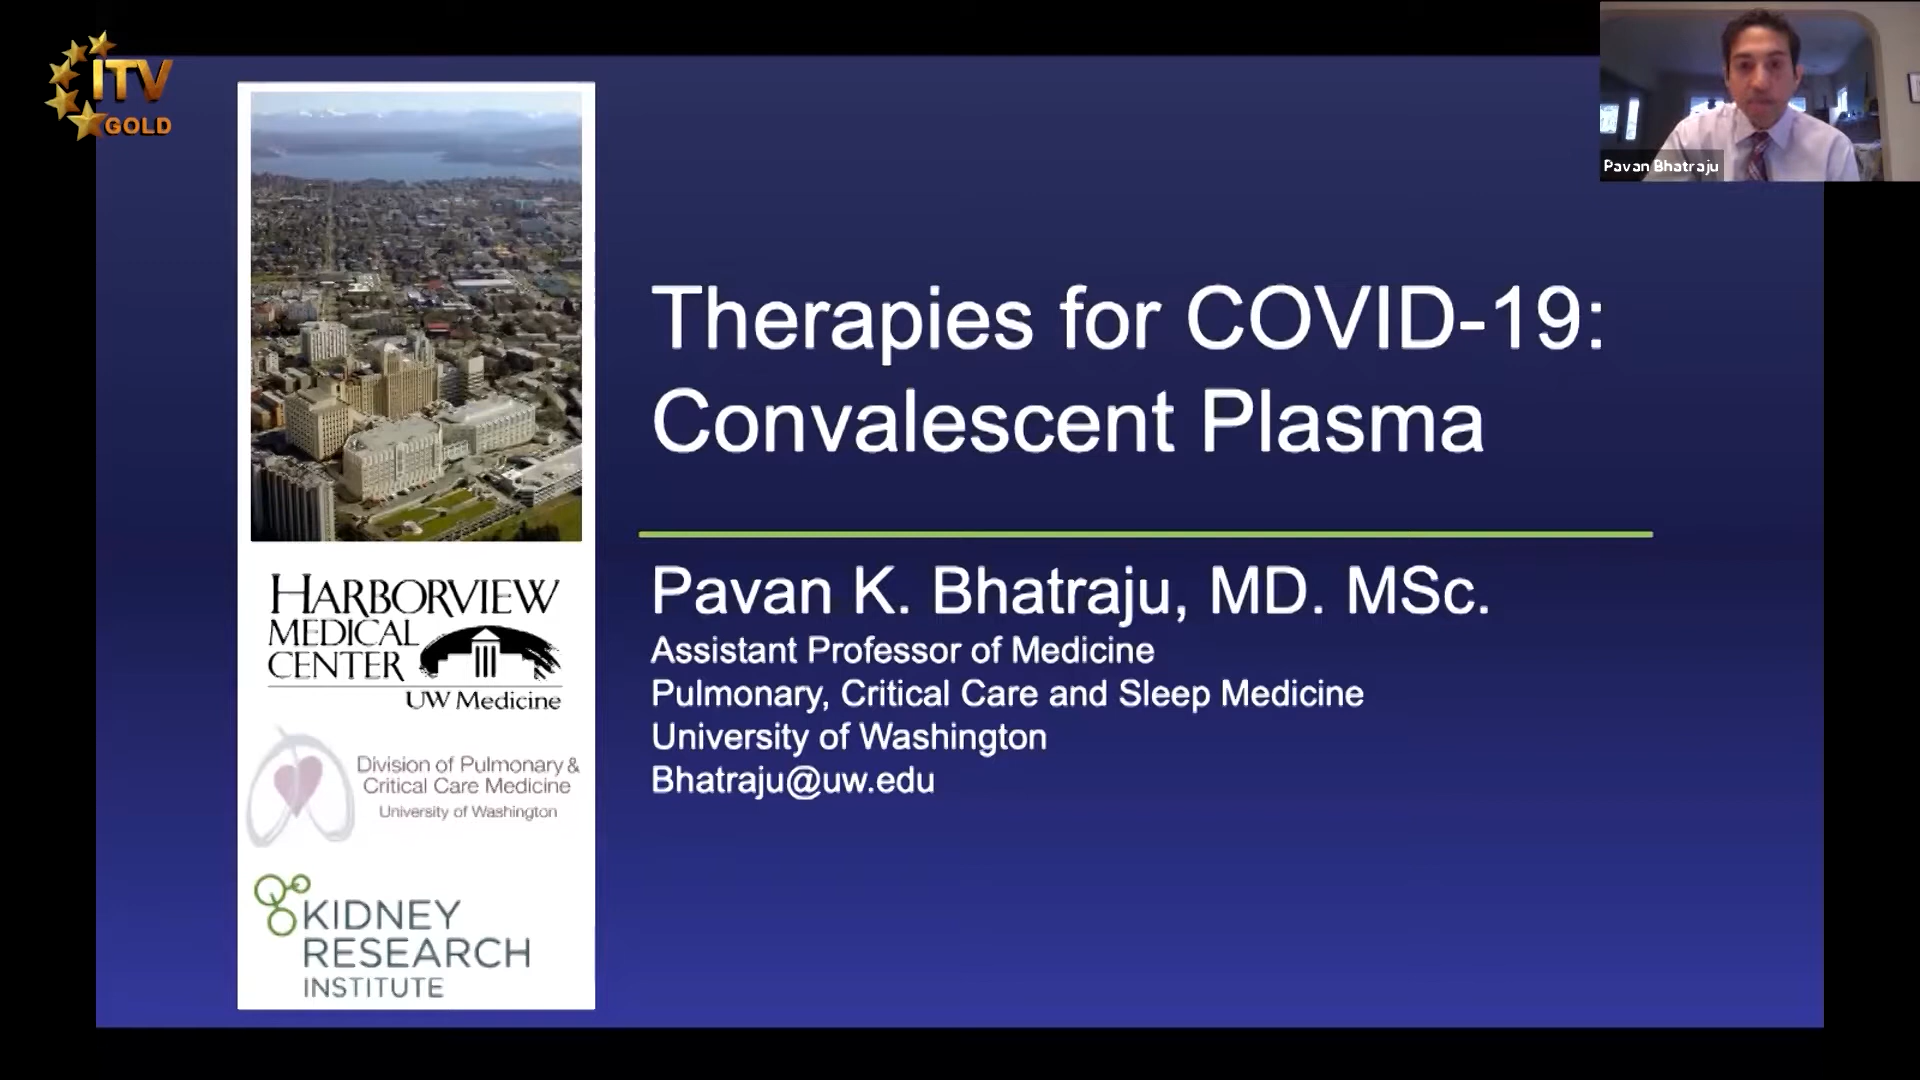 ITV
GOLD
Pavan Bhatraju
Therapies for COVID-19:
Convalescent Plasma
Pavan K. Bhatraju, MD. MSc.
Assistant Professor of Medicine
Pulmonary, Critical Care and Sleep Medicine
University of Washington
Bhatraju@uw.edu
HARBORVIEW
MEDICAL
CENTER
UW Medicine
Division of Pulmonary &
Critical Care Medicine
University of Washington
KIDNEY
RESEARCH
INSTITUTE